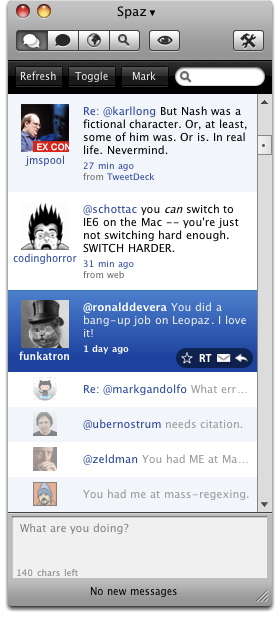 Spaz ▾
Refresh Toggle Mark
Re: @karllong But Nash was a
fictional character. Or, at least,
some of him was. Or is. In real
life. Nevermind.
EX CON
jmspool
27 min ago
from TweetDeck
@schottac you can switch to
IE6 on the Mac -- you're just
not switching hard enough.
SWITCH HARDER.
codinghorror
31 min ago
from web
@ronalddevera You did a
bang-up job on Leopaz. I love
it!
funkatron
1 day ago
RT
Re: @markgandolfo What err...
@ubernostrum needs citation.
@zeldman You had ME at Ma...
You had me at mass-regexing.
What are you doing?
140 chars left
No new messages